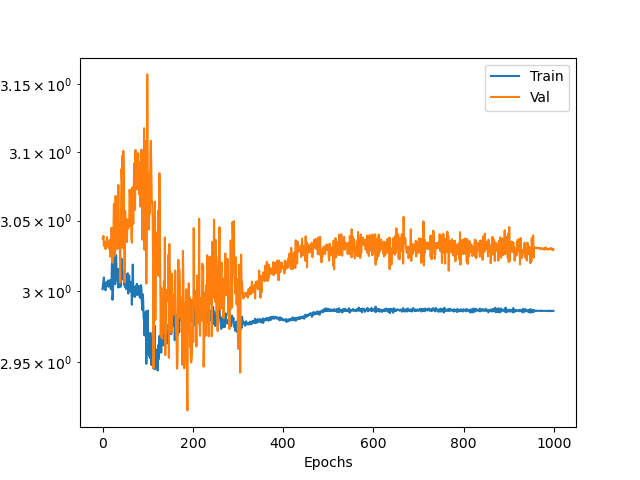 3.15 × 10⁰
3.1 × 10⁰
3.05 × 10⁰
3 × 10⁰
2.95 × 10⁰
0 200 400 600 800 1000
Epochs
Train
Val